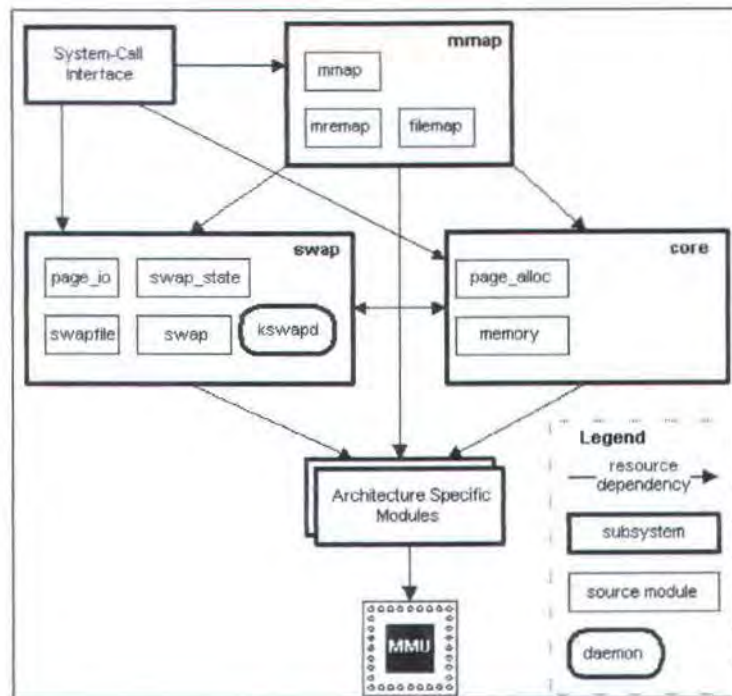 System-Call
Interface
mmap
mmap
mremap
filemap
swap
page_io
swap_state
swapfile
swap
kswapd
core
page_alloc
memory
Architecture Specific
Modules
MMU
Legend
resource
dependency
subsystem
source module
daemon